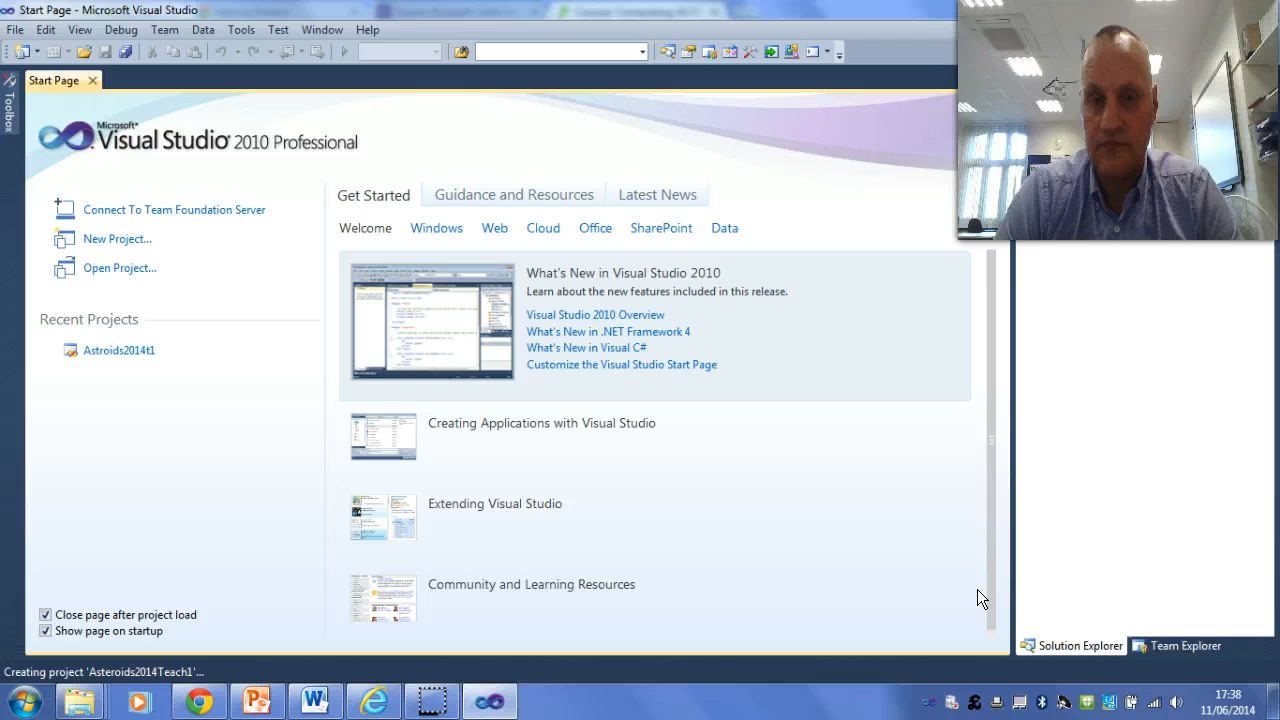 Start Page - Microsoft Visual Studio
File Edit View Debug Team Data Tools Test Window Help
Start Page
Toolbox
Microsoft
Visual Studio 2010 Professional
Get Started Guidance and Resources Latest News
Connect To Team Foundation Server
New Project...
Open Project...
Welcome Windows Web Cloud Office SharePoint Data
What's New in Visual Studio 2010
Learn about the new features included in this release.
Visual Studio 2010 Overview
What's New in .NET Framework 4
What's New in Visual C#
Customize the Visual Studio Start Page
Recent Projects
Astroids2014t1
Creating Applications with Visual Studio
Extending Visual Studio
Community and Learning Resources
Close page after project load
Show page on startup
Solution Explorer Team Explorer
Creating project 'Asteroids2014Teach1'...
17:38
11/06/2014